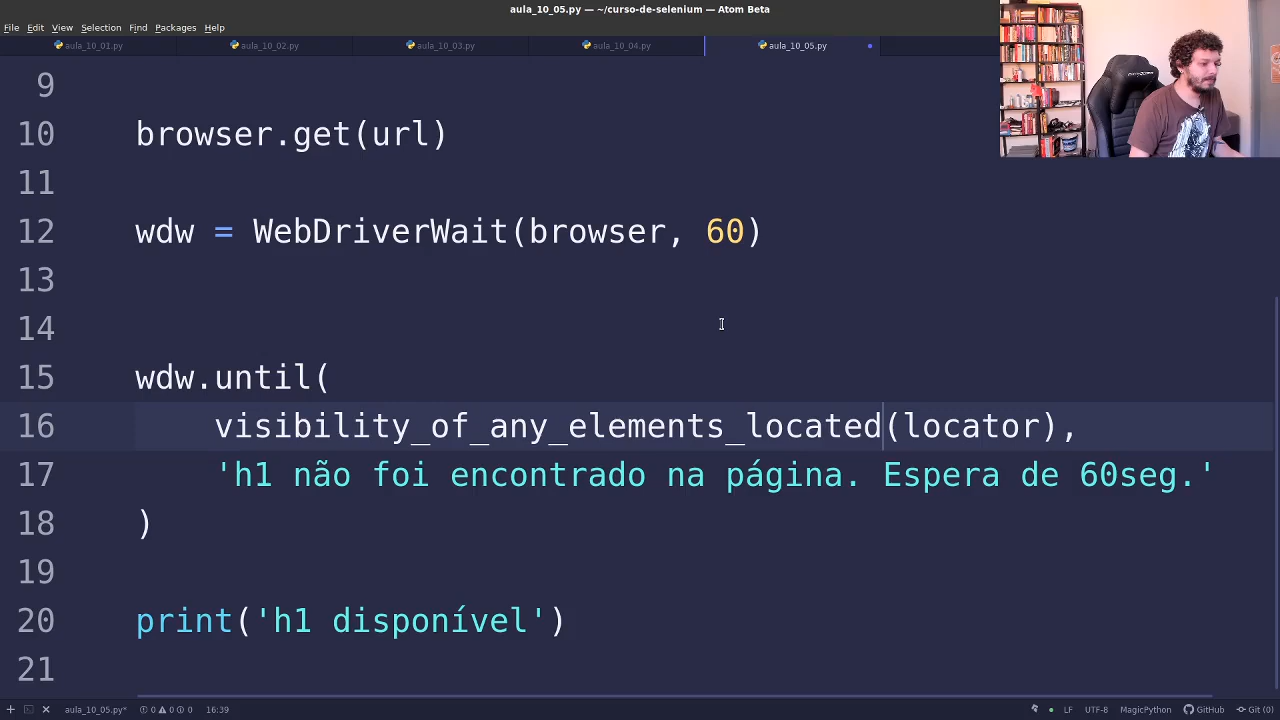 aula_10_05.py — ~/curso-de-selenium — Atom Beta
File Edit View Selection Find Packages Help
aula_10_01.py aula_10_02.py aula_10_03.py aula_10_04.py aula_10_05.py
9
10 browser.get(url)
11
12 wdw = WebDriverWait(browser, 60)
13
14
15 wdw.until(
16 visibility_of_any_elements_located(locator),
17 'h1 não foi encontrado na página. Espera de 60seg.'
18 )
19
20 print('h1 disponível')
21
aula_10_05.py* 0 0 0 16:39 LF UTF-8 MagicPython GitHub Git (0)